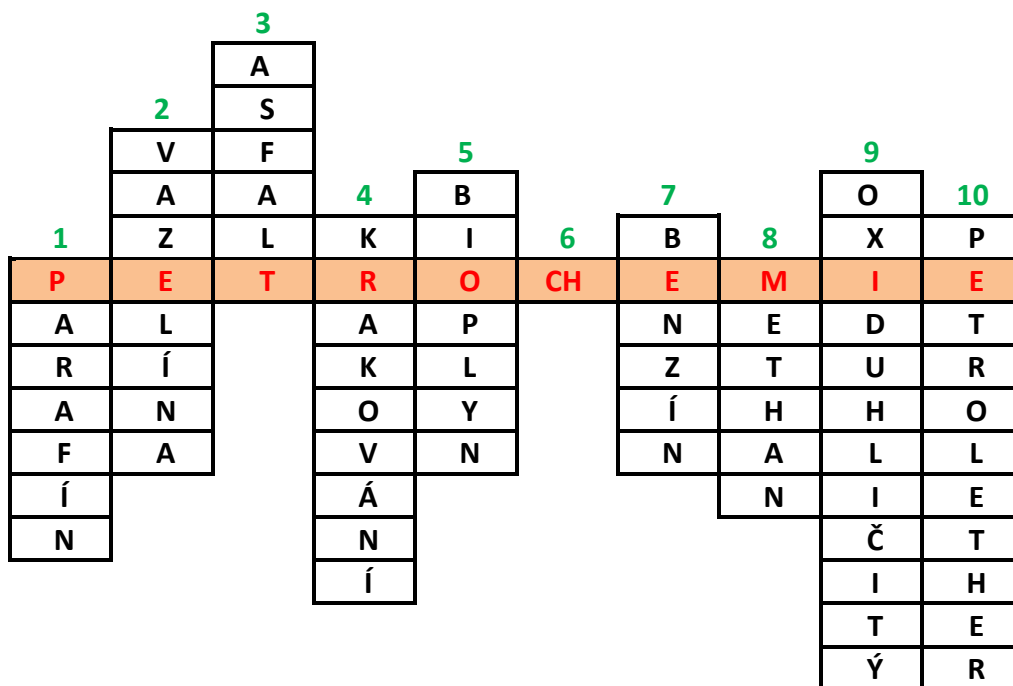 3
A
2 S
V F 5 9
A A 4 B 7 O 10
1 Z L K I 6 B 8 X P
P E T R O CH E M I E
A L A P N E D T
R Í K L Z T U R
A N O Y Í H H O
F A V N N A L L
Í Á N I E
N N Č T
Í I H
T E
Ý R